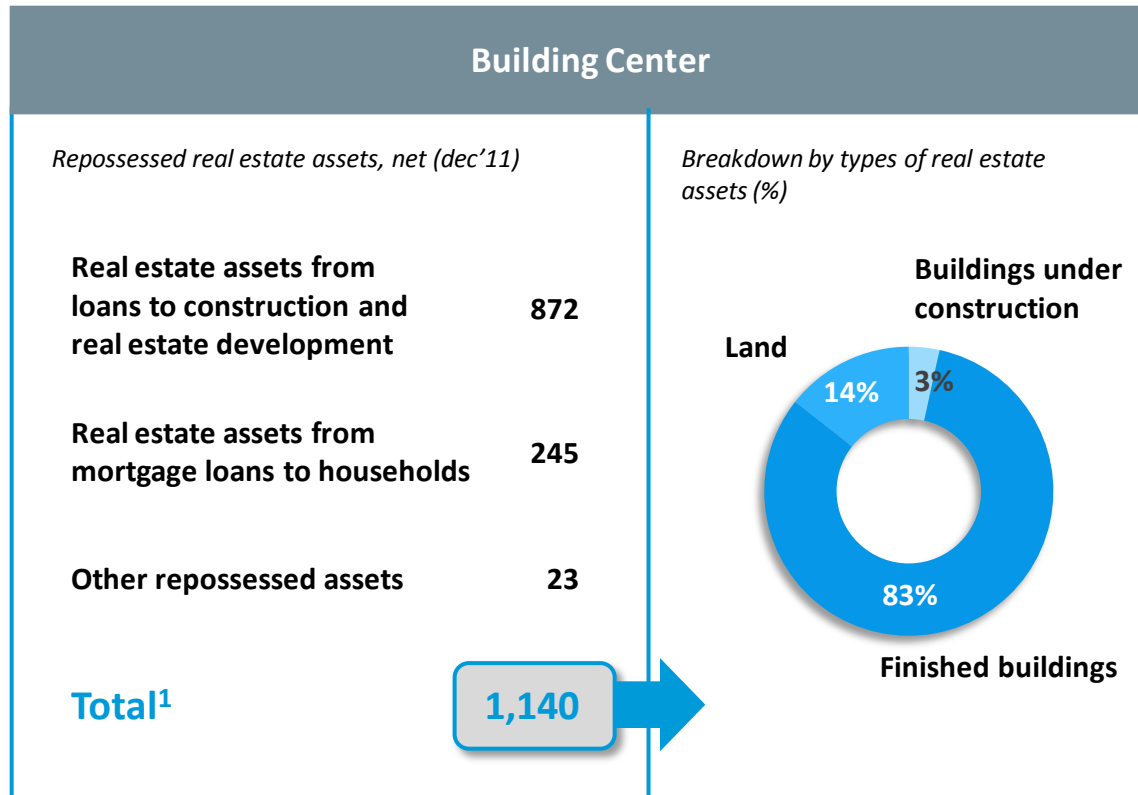 Building Center
Repossessed real estate assets, net (dec’11)
Real estate assets from
loans to construction and
real estate development
872
Real estate assets from
mortgage loans to households
245
Other repossessed assets
23
Total¹
1,140
Breakdown by types of real estate
assets (%)
Buildings under
construction
Land
3%
14%
83%
Finished buildings